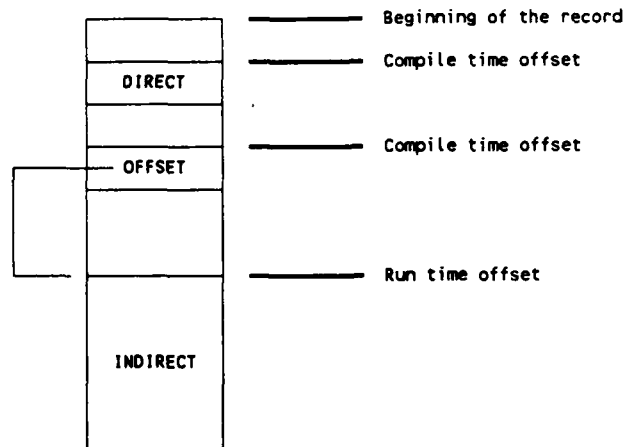 Beginning of the record
Compile time offset
DIRECT
Compile time offset
OFFSET
Run time offset
INDIRECT